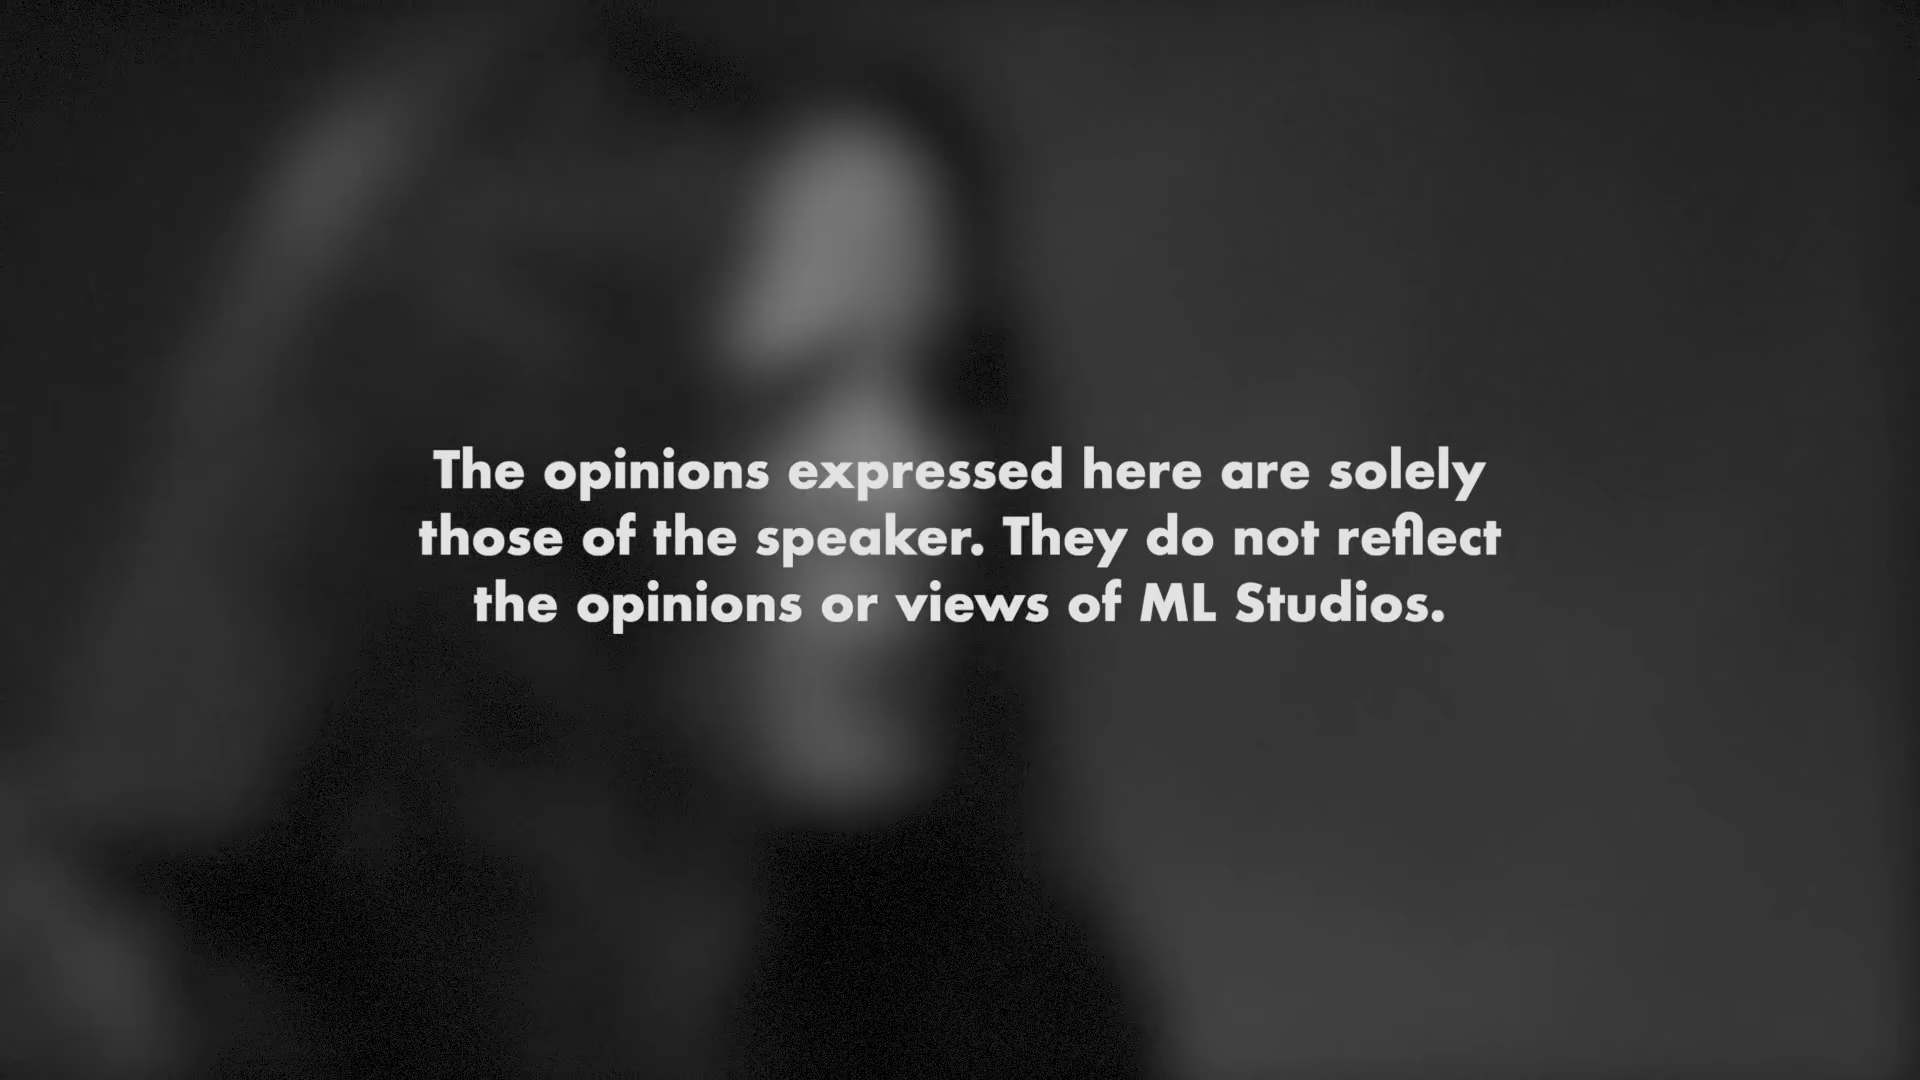 The opinions expressed here are solely
those of the speaker. They do not reflect
the opinions or views of ML Studios.